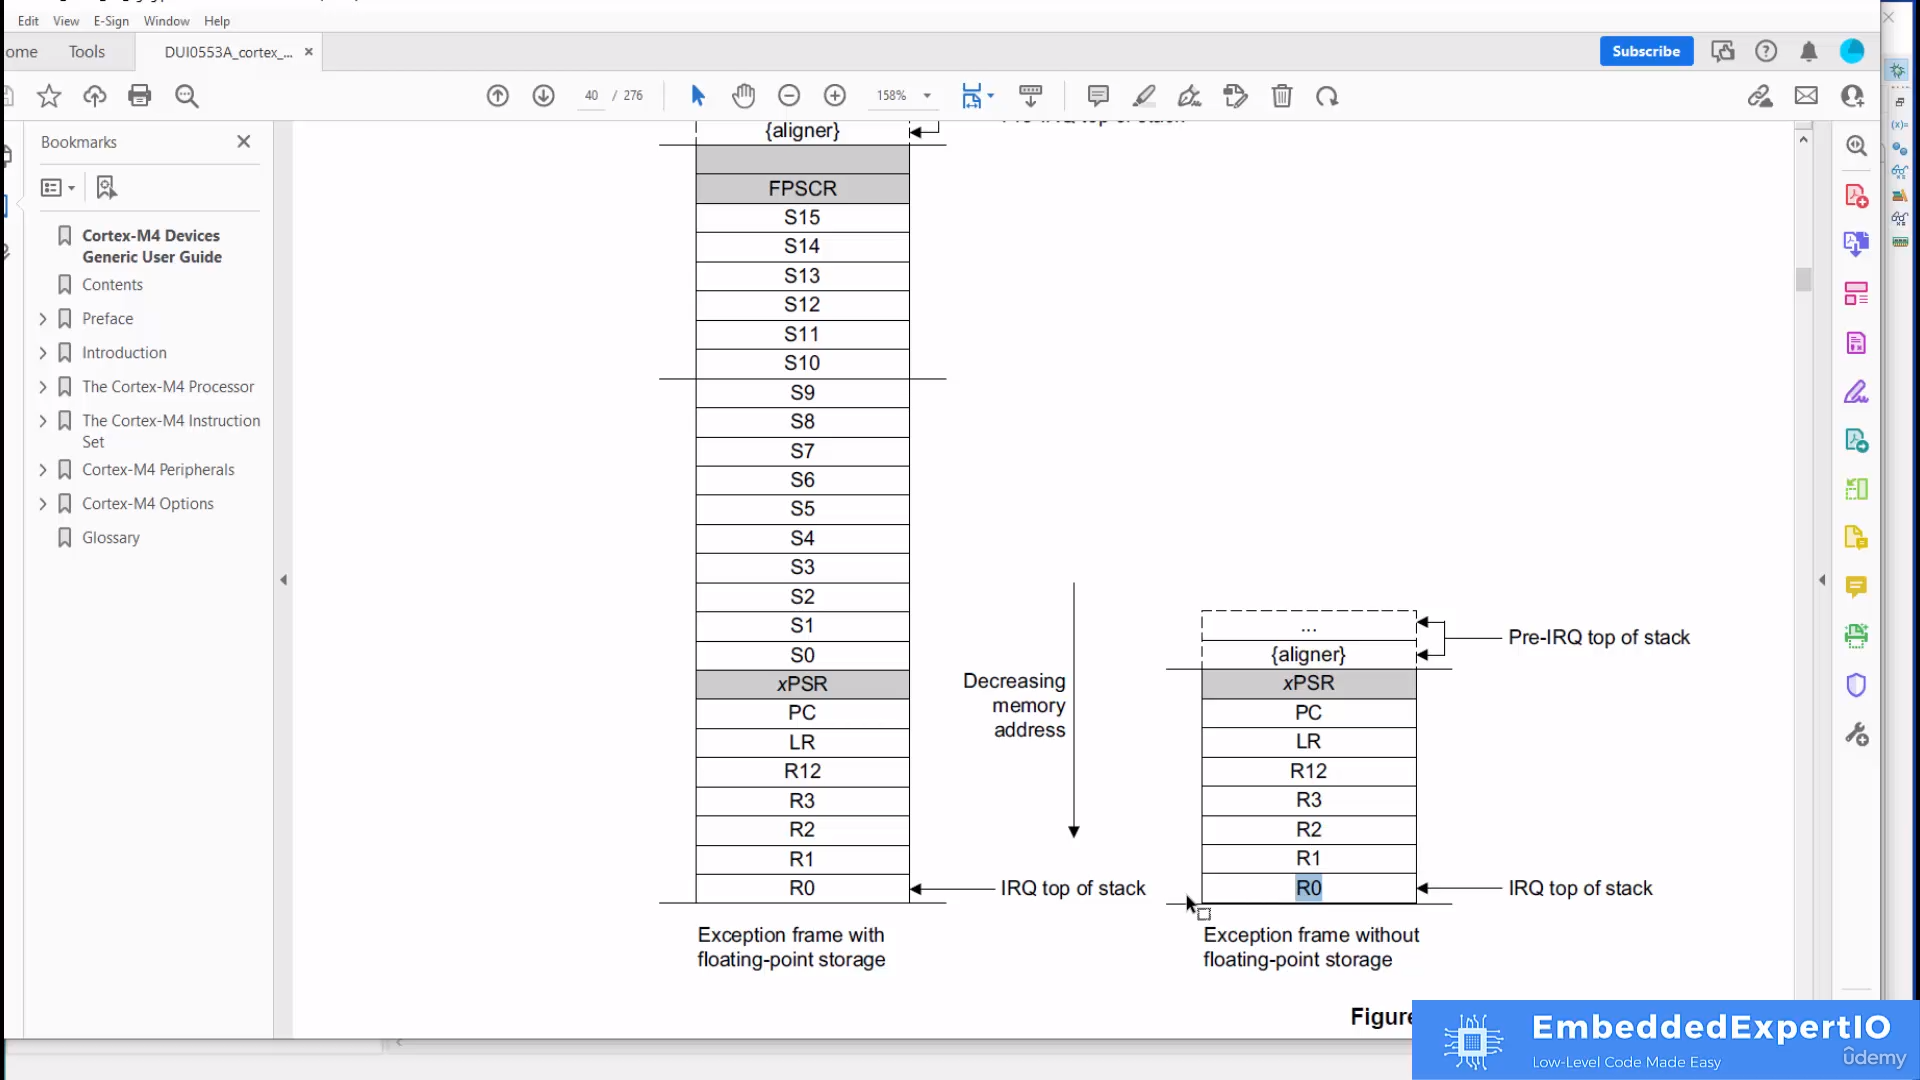 Edit View E-Sign Window Help
ome Tools DUI0553A_cortex_... ×
Subscribe
40 / 276 158%
Bookmarks
Cortex-M4 Devices
Generic User Guide
Contents
Preface
Introduction
The Cortex-M4 Processor
The Cortex-M4 Instruction
Set
Cortex-M4 Peripherals
Cortex-M4 Options
Glossary
{aligner}
FPSCR
S15
S14
S13
S12
S11
S10
S9
S8
S7
S6
S5
S4
S3
S2
S1
S0
xPSR
PC
LR
R12
R3
R2
R1
R0
IRQ top of stack
Exception frame with
floating-point storage
Decreasing
memory
address
...
{aligner}
Pre-IRQ top of stack
xPSR
PC
LR
R12
R3
R2
R1
R0
IRQ top of stack
Exception frame without
floating-point storage
Figure
EmbeddedExpertIO
Low-Level Code Made Easy
ûdemy